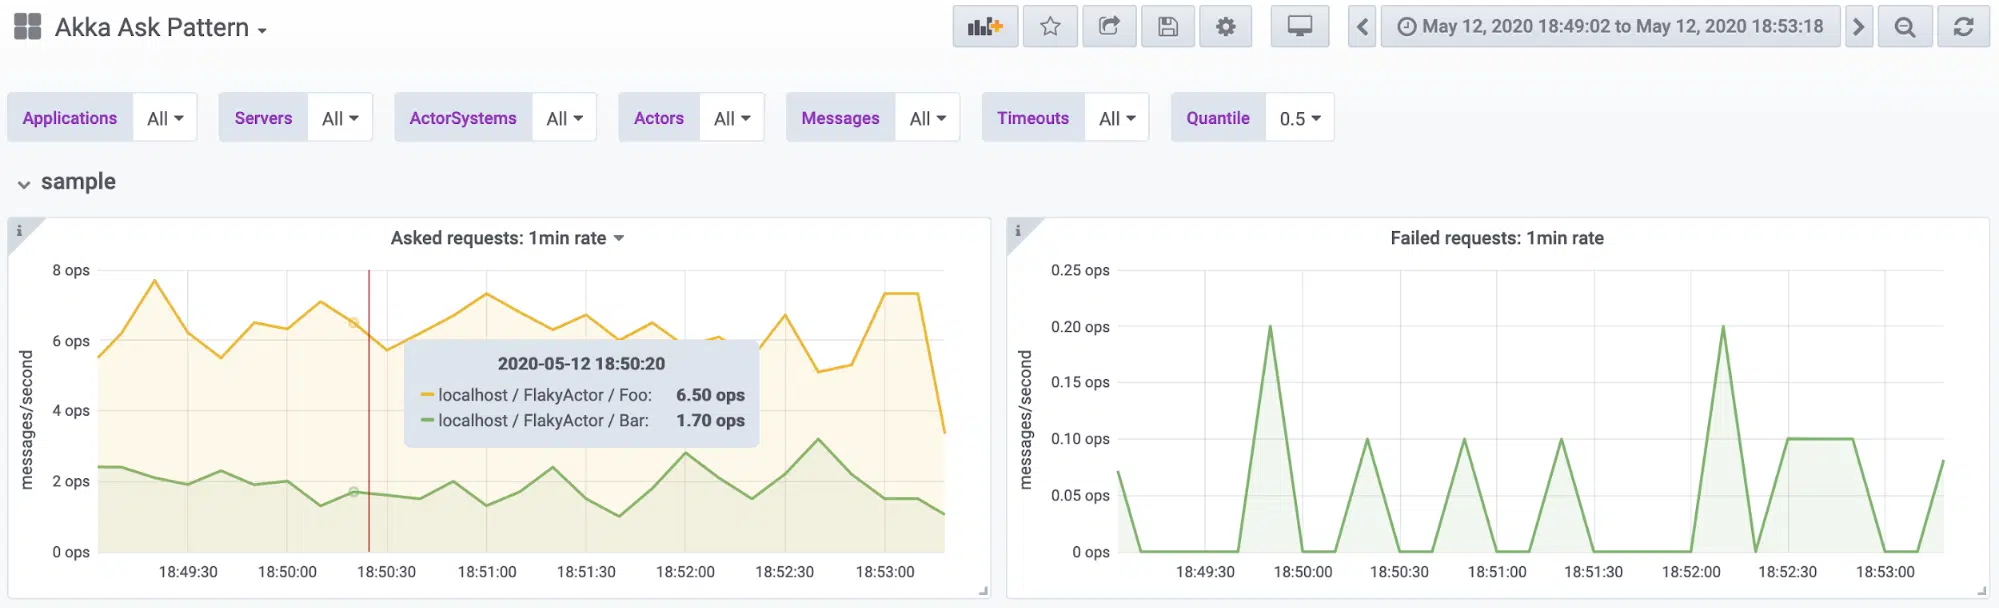 Akka Ask Pattern
May 12, 2020 18:49:02 to May 12, 2020 18:53:18
Applications All Servers All ActorSystems All Actors All Messages All Timeouts All Quantile 0.5
sample
i
Asked requests: 1min rate
messages/second
8 ops
6 ops
4 ops
2 ops
0 ops
18:49:30 18:50:00 18:50:30 18:51:00 18:51:30 18:52:00 18:52:30 18:53:00
2020-05-12 18:50:20
localhost / FlakyActor / Foo: 6.50 ops
localhost / FlakyActor / Bar: 1.70 ops
i
Failed requests: 1min rate
messages/second
0.25 ops
0.20 ops
0.15 ops
0.10 ops
0.05 ops
0 ops
18:49:30 18:50:00 18:50:30 18:51:00 18:51:30 18:52:00 18:52:30 18:53:00